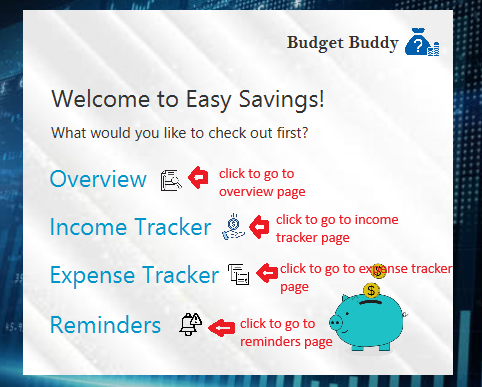 Budget Buddy
?
Welcome to Easy Savings!
What would you like to check out first?
Overview
click to go to
overview page
Income Tracker
$
click to go to income
tracker page
Expense Tracker
click to go to expense tracker
page
$
$
Reminders
click to go to
reminders page